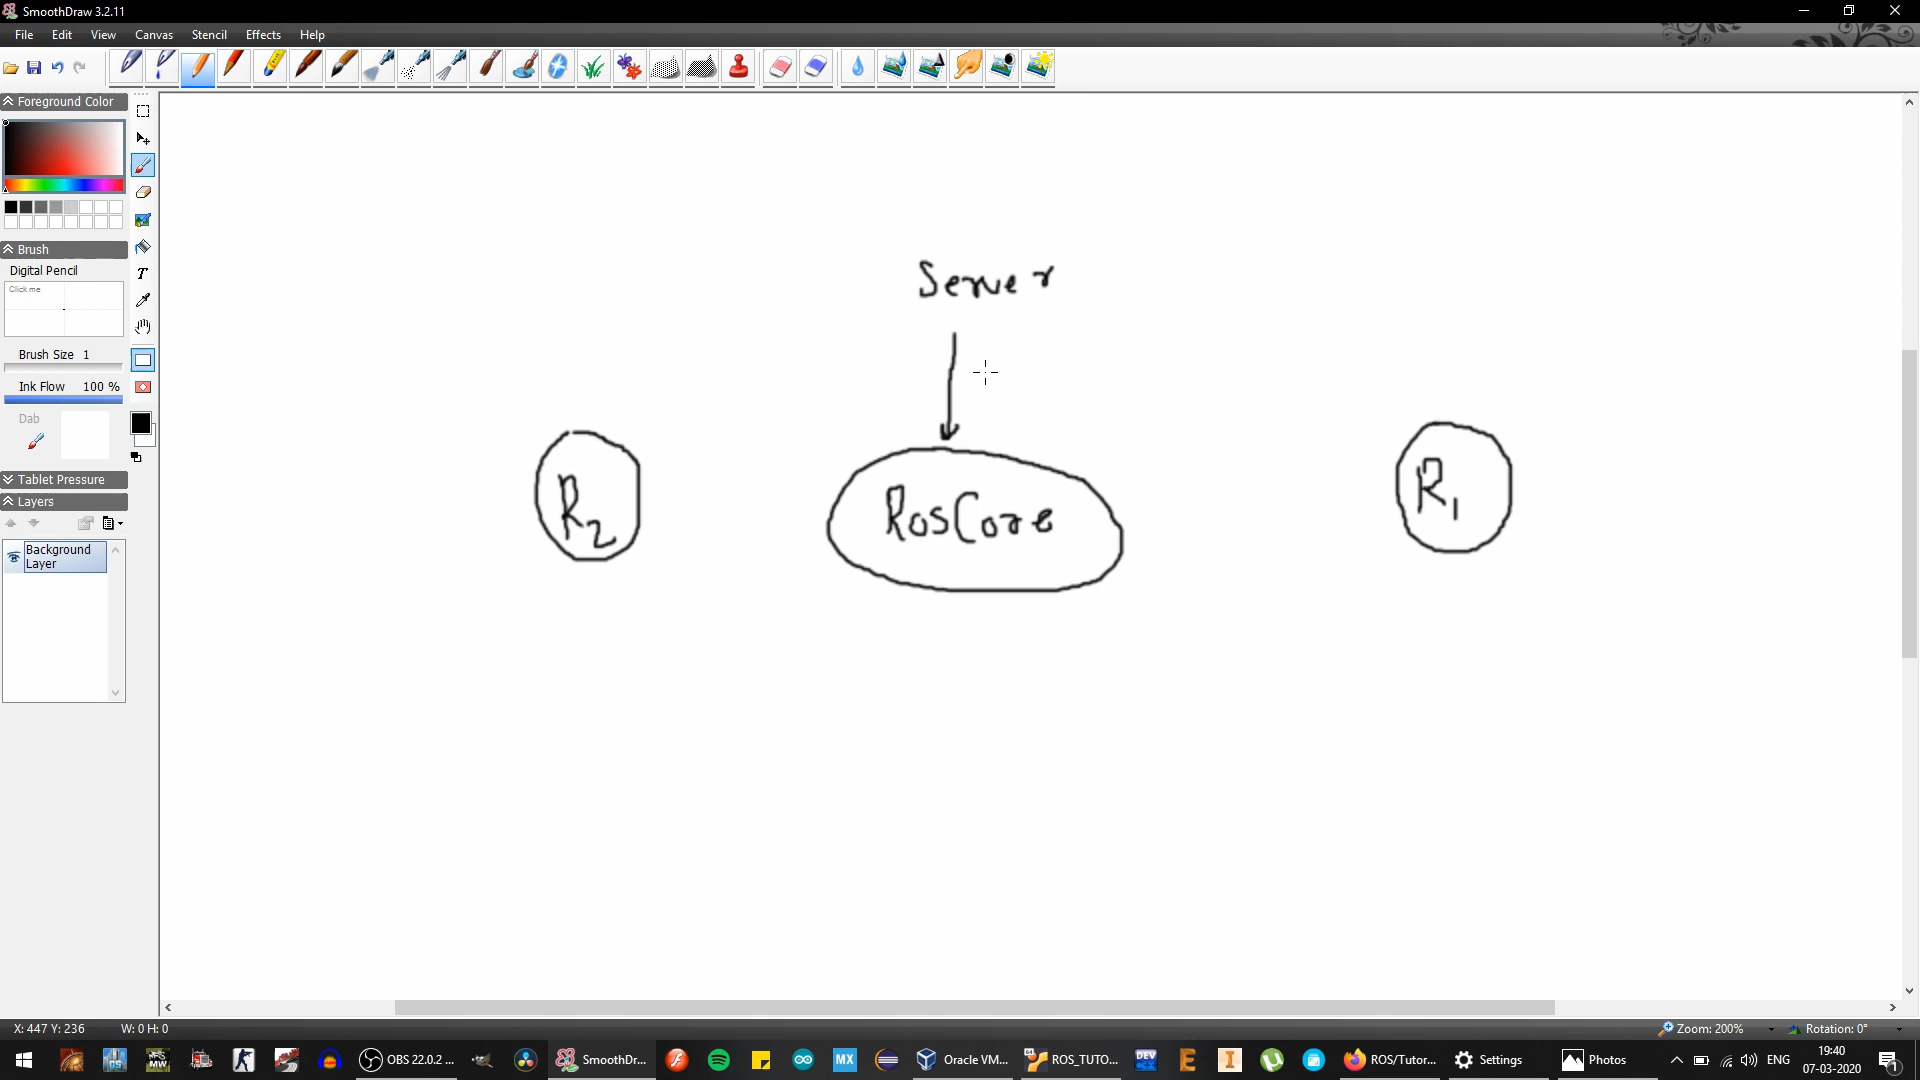 SmoothDraw 3.2.11
File Edit View Canvas Stencil Effects Help
Foreground Color
Brush
Digital Pencil
Click me
Brush Size 1
Ink Flow 100 %
Dab
Tablet Pressure
Layers
Background
Layer
Server
R2
RosCore
R1
X: 447 Y: 236 W: 0 H: 0
Zoom: 200% Rotation: 0°
OBS 22.0.2 ... SmoothDr... MX Oracle VM... ROS_TUTO... DEV ROS/Tutor... Settings Photos ENG
19:40
07-03-2020